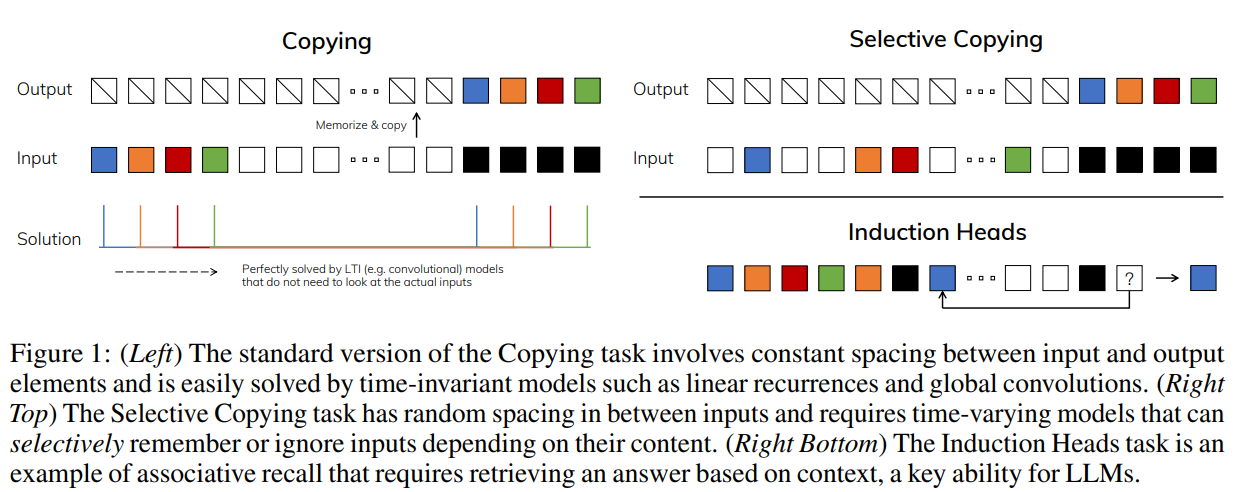 Copying
Output
Memorize & copy
Input
Solution
Perfectly solved by LTI (e.g. convolutional) models
that do not need to look at the actual inputs
Selective Copying
Output
Input
Induction Heads
?
Figure 1: (Left) The standard version of the Copying task involves constant spacing between input and output
elements and is easily solved by time-invariant models such as linear recurrences and global convolutions. (Right
Top) The Selective Copying task has random spacing in between inputs and requires time-varying models that can
selectively remember or ignore inputs depending on their content. (Right Bottom) The Induction Heads task is an
example of associative recall that requires retrieving an answer based on context, a key ability for LLMs.